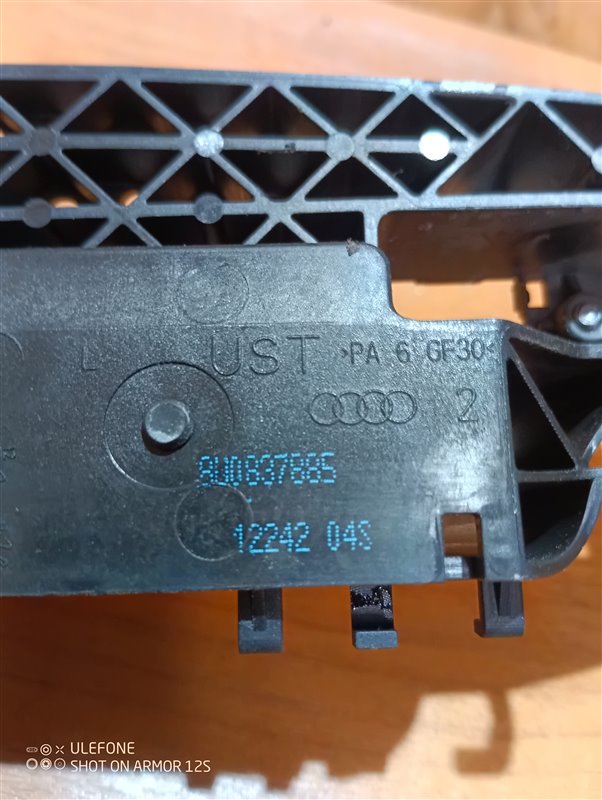 L UST >PA 6 GF30<
2
8U0837885
12242 04S
ULEFONE
SHOT ON ARMOR 12S